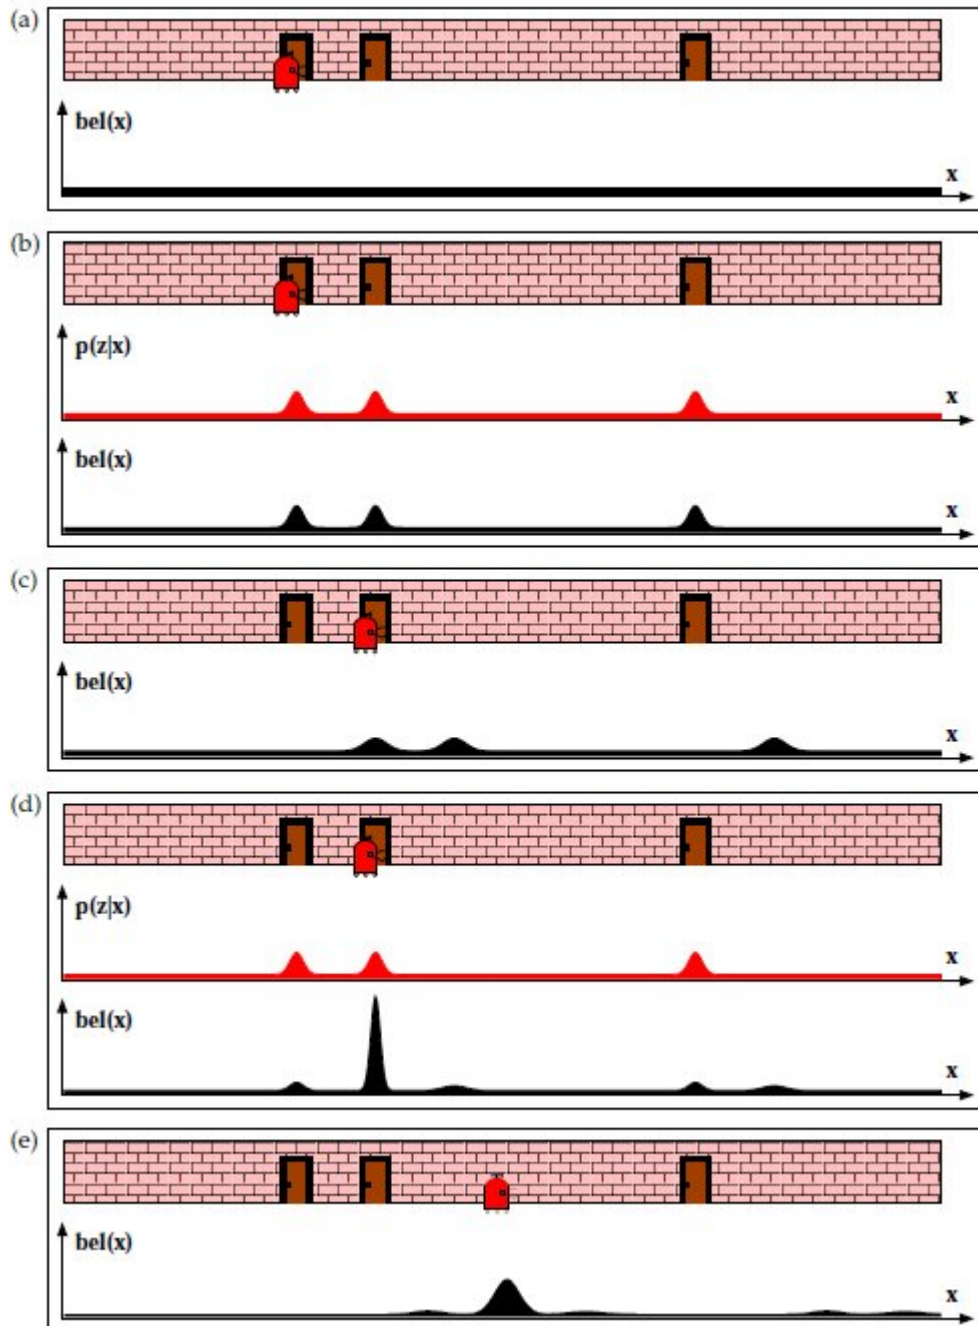 (a)
bel(x)
x
(b)
p(z|x)
x
bel(x)
x
(c)
bel(x)
x
(d)
p(z|x)
x
bel(x)
x
(e)
bel(x)
x